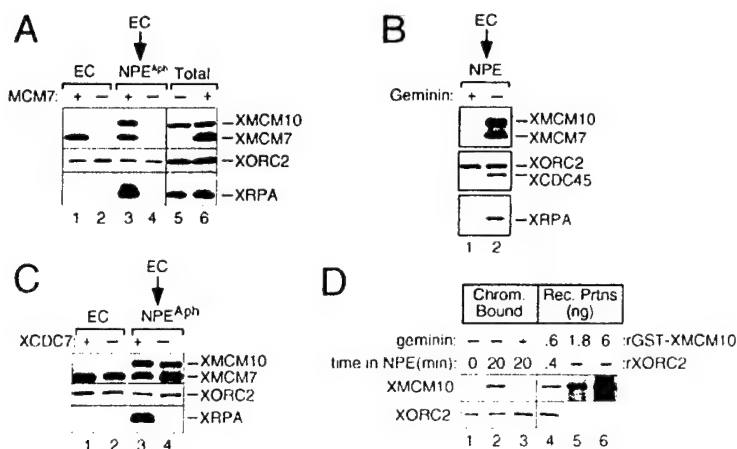 A
EC
EC NPE^Aph Total
MCM7: + − + − − +
XMCM10
XMCM7
XORC2
XRPA
1 2 3 4 5 6
B
EC
NPE
Geminin: + −
XMCM10
XMCM7
XORC2
XCDC45
XRPA
1 2
C
EC
EC NPE^Aph
XCDC7: + − + −
XMCM10
XMCM7
XORC2
XRPA
1 2 3 4
D
Chrom. Bound
Rec. Prtns (ng)
geminin: − − + .6 1.8 6 :rGST-XMCM10
time in NPE(min): 0 20 20 .4 − − :rXORC2
XMCM10
XORC2
1 2 3 4 5 6